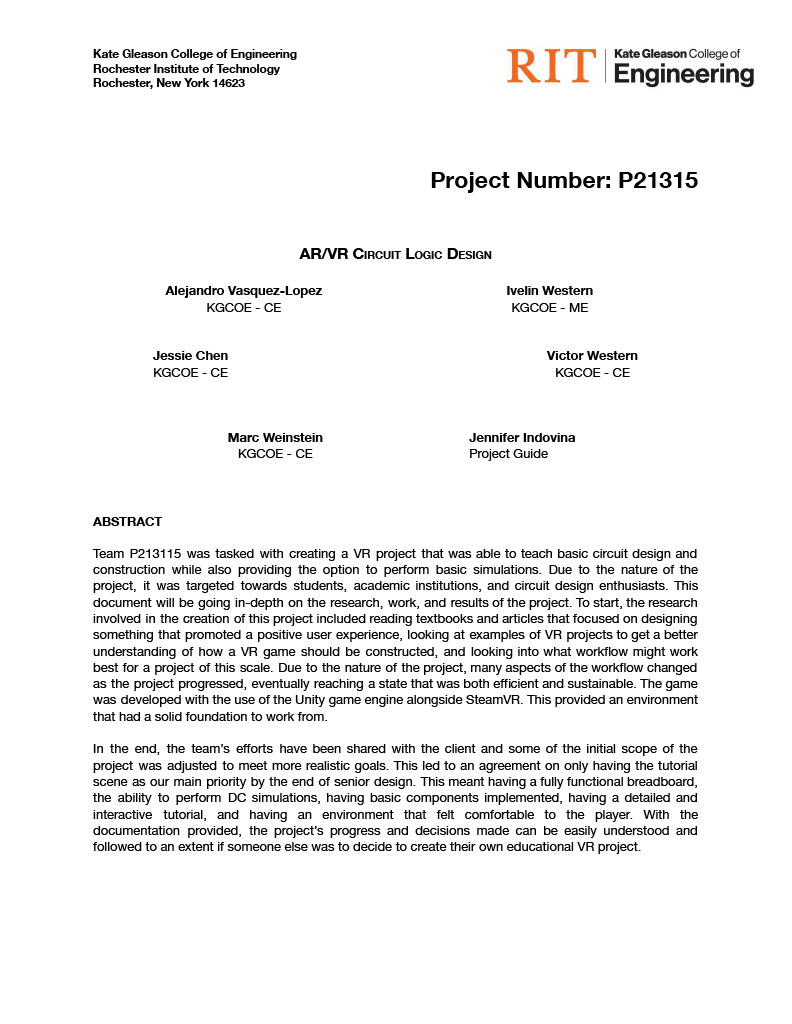 Kate Gleason College of Engineering
Rochester Institute of Technology
Rochester, New York 14623
RIT | Kate Gleason College of
Engineering
Project Number: P21315
AR/VR CIRCUIT LOGIC DESIGN
Alejandro Vasquez-Lopez
KGCOE - CE
Ivelin Western
KGCOE - ME
Jessie Chen
KGCOE - CE
Victor Western
KGCOE - CE
Marc Weinstein
KGCOE - CE
Jennifer Indovina
Project Guide
ABSTRACT
Team P213115 was tasked with creating a VR project that was able to teach basic circuit design and
construction while also providing the option to perform basic simulations. Due to the nature of the
project, it was targeted towards students, academic institutions, and circuit design enthusiasts. This
document will be going in-depth on the research, work, and results of the project. To start, the research
involved in the creation of this project included reading textbooks and articles that focused on designing
something that promoted a positive user experience, looking at examples of VR projects to get a better
understanding of how a VR game should be constructed, and looking into what workflow might work
best for a project of this scale. Due to the nature of the project, many aspects of the workflow changed
as the project progressed, eventually reaching a state that was both efficient and sustainable. The game
was developed with the use of the Unity game engine alongside SteamVR. This provided an environment
that had a solid foundation to work from.
In the end, the team's efforts have been shared with the client and some of the initial scope of the
project was adjusted to meet more realistic goals. This led to an agreement on only having the tutorial
scene as our main priority by the end of senior design. This meant having a fully functional breadboard,
the ability to perform DC simulations, having basic components implemented, having a detailed and
interactive tutorial, and having an environment that felt comfortable to the player. With the
documentation provided, the project's progress and decisions made can be easily understood and
followed to an extent if someone else was to decide to create their own educational VR project.